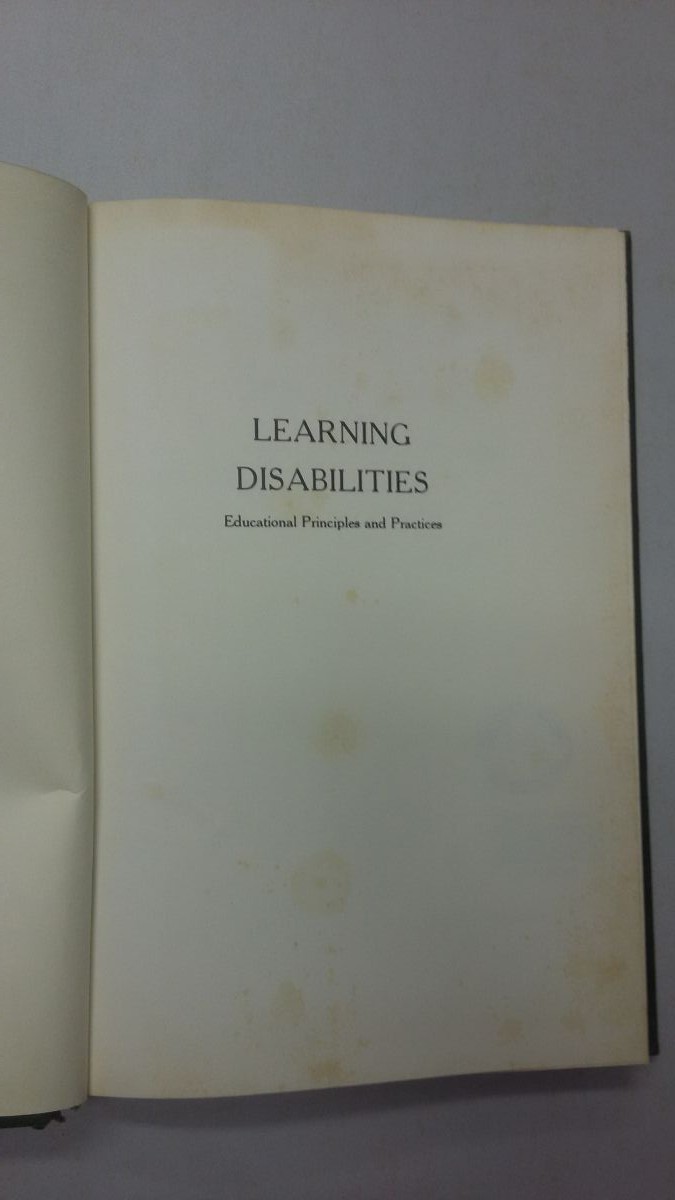 LEARNING
DISABILITIES
Educational Principles and Practices